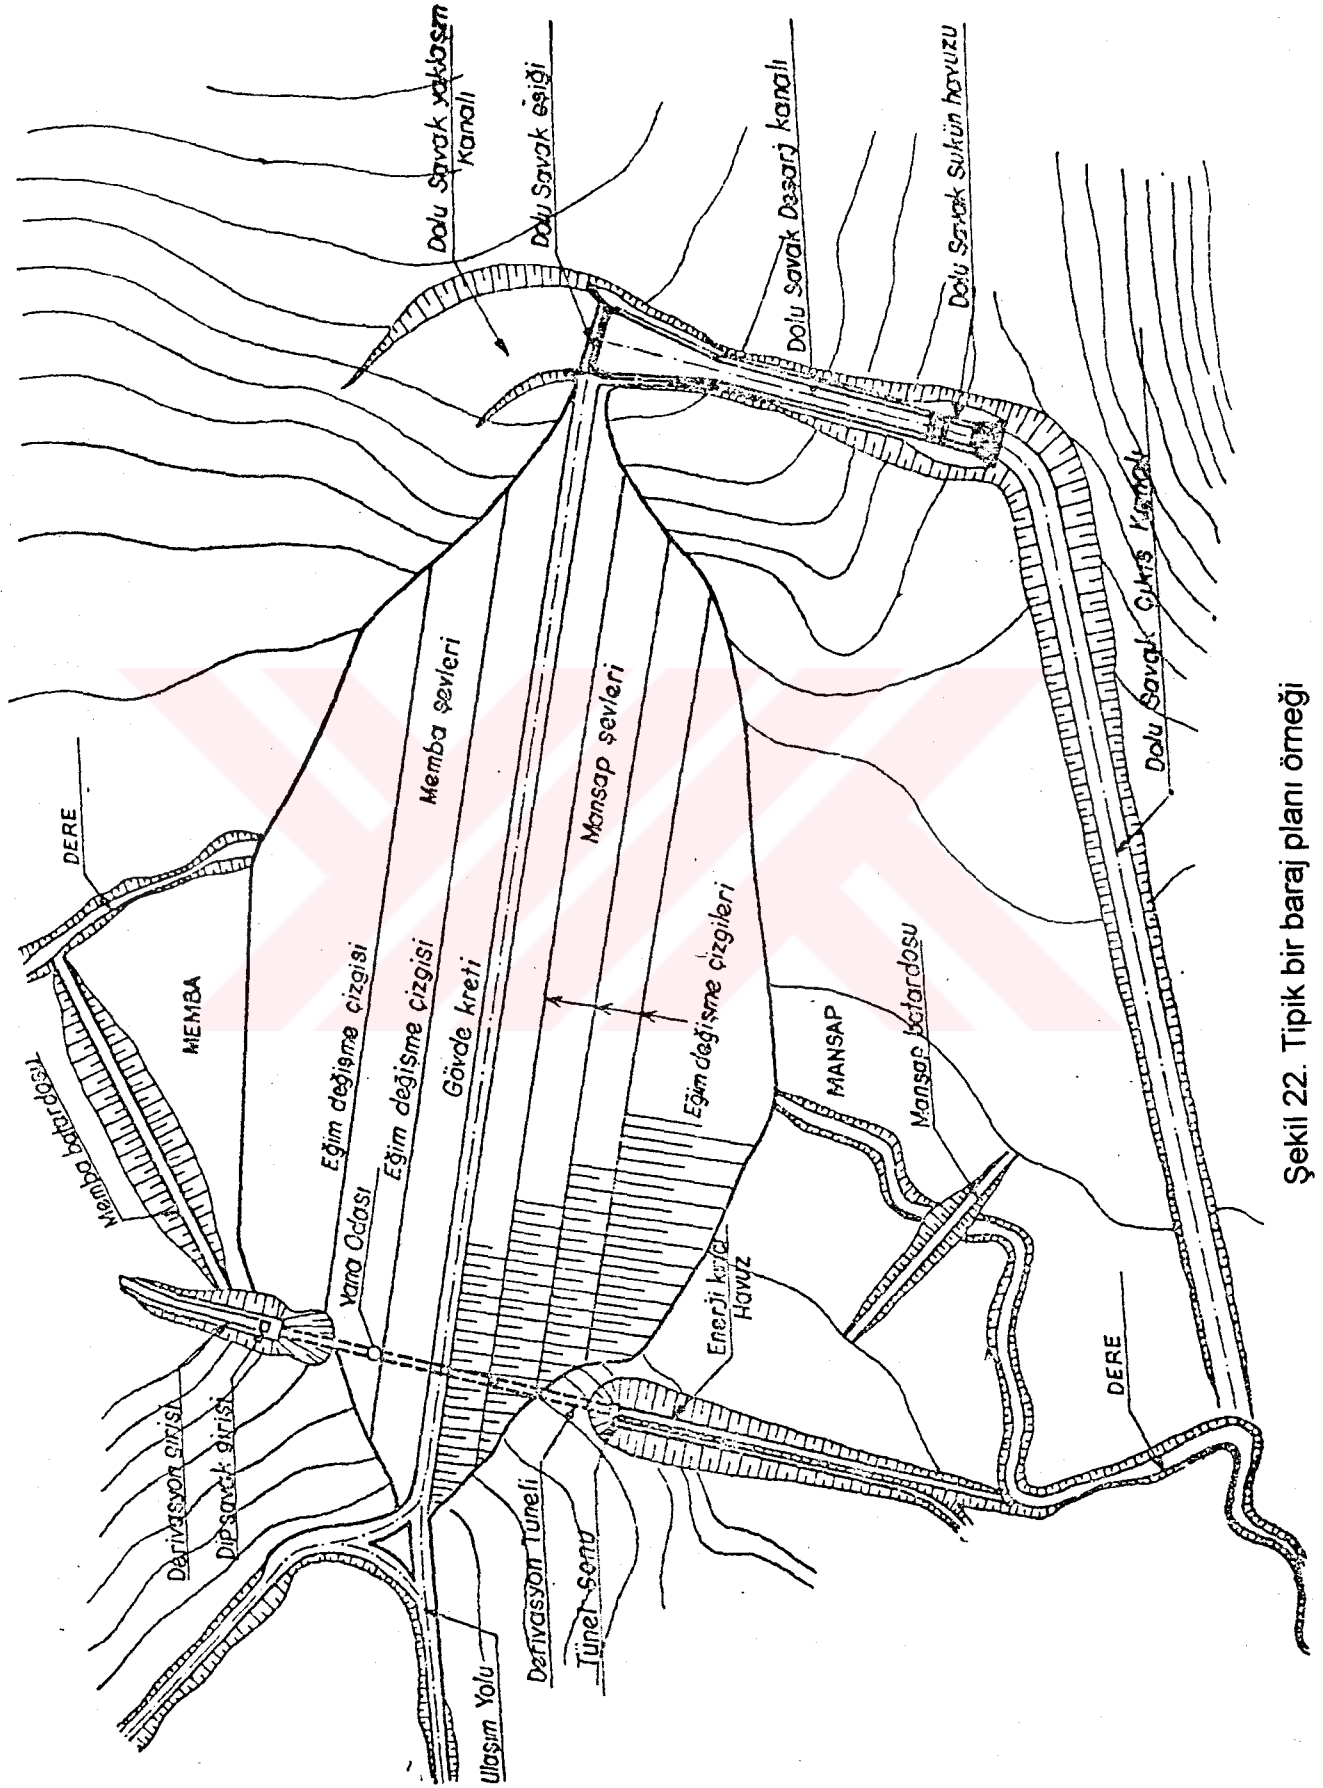 Dolu Savak yaklaşım
Kanalı
Dolu Savak eşiği
Dolu Savak Deşarj kanalı
Dolu Savak sukün havuzu
Dolu Savak Çıkış Kanalı
DERE
MEMBA
Memba batardosu
Memba şevleri
Mansap şevleri
Eğim değişme çizgisi
Eğim değişme çizgisi
Gövde kreti
Eğim değişme çizgileri
Vana Odası
MANSAP
Mansap batardosu
Enerji kırıcı
Havuz
DERE
Derivasyon girişi
Dipsavak girişi
Derivasyon Tüneli
Tünel Sonu
Ulaşım Yolu
Şekil 22. Tipik bir baraj planı örneği